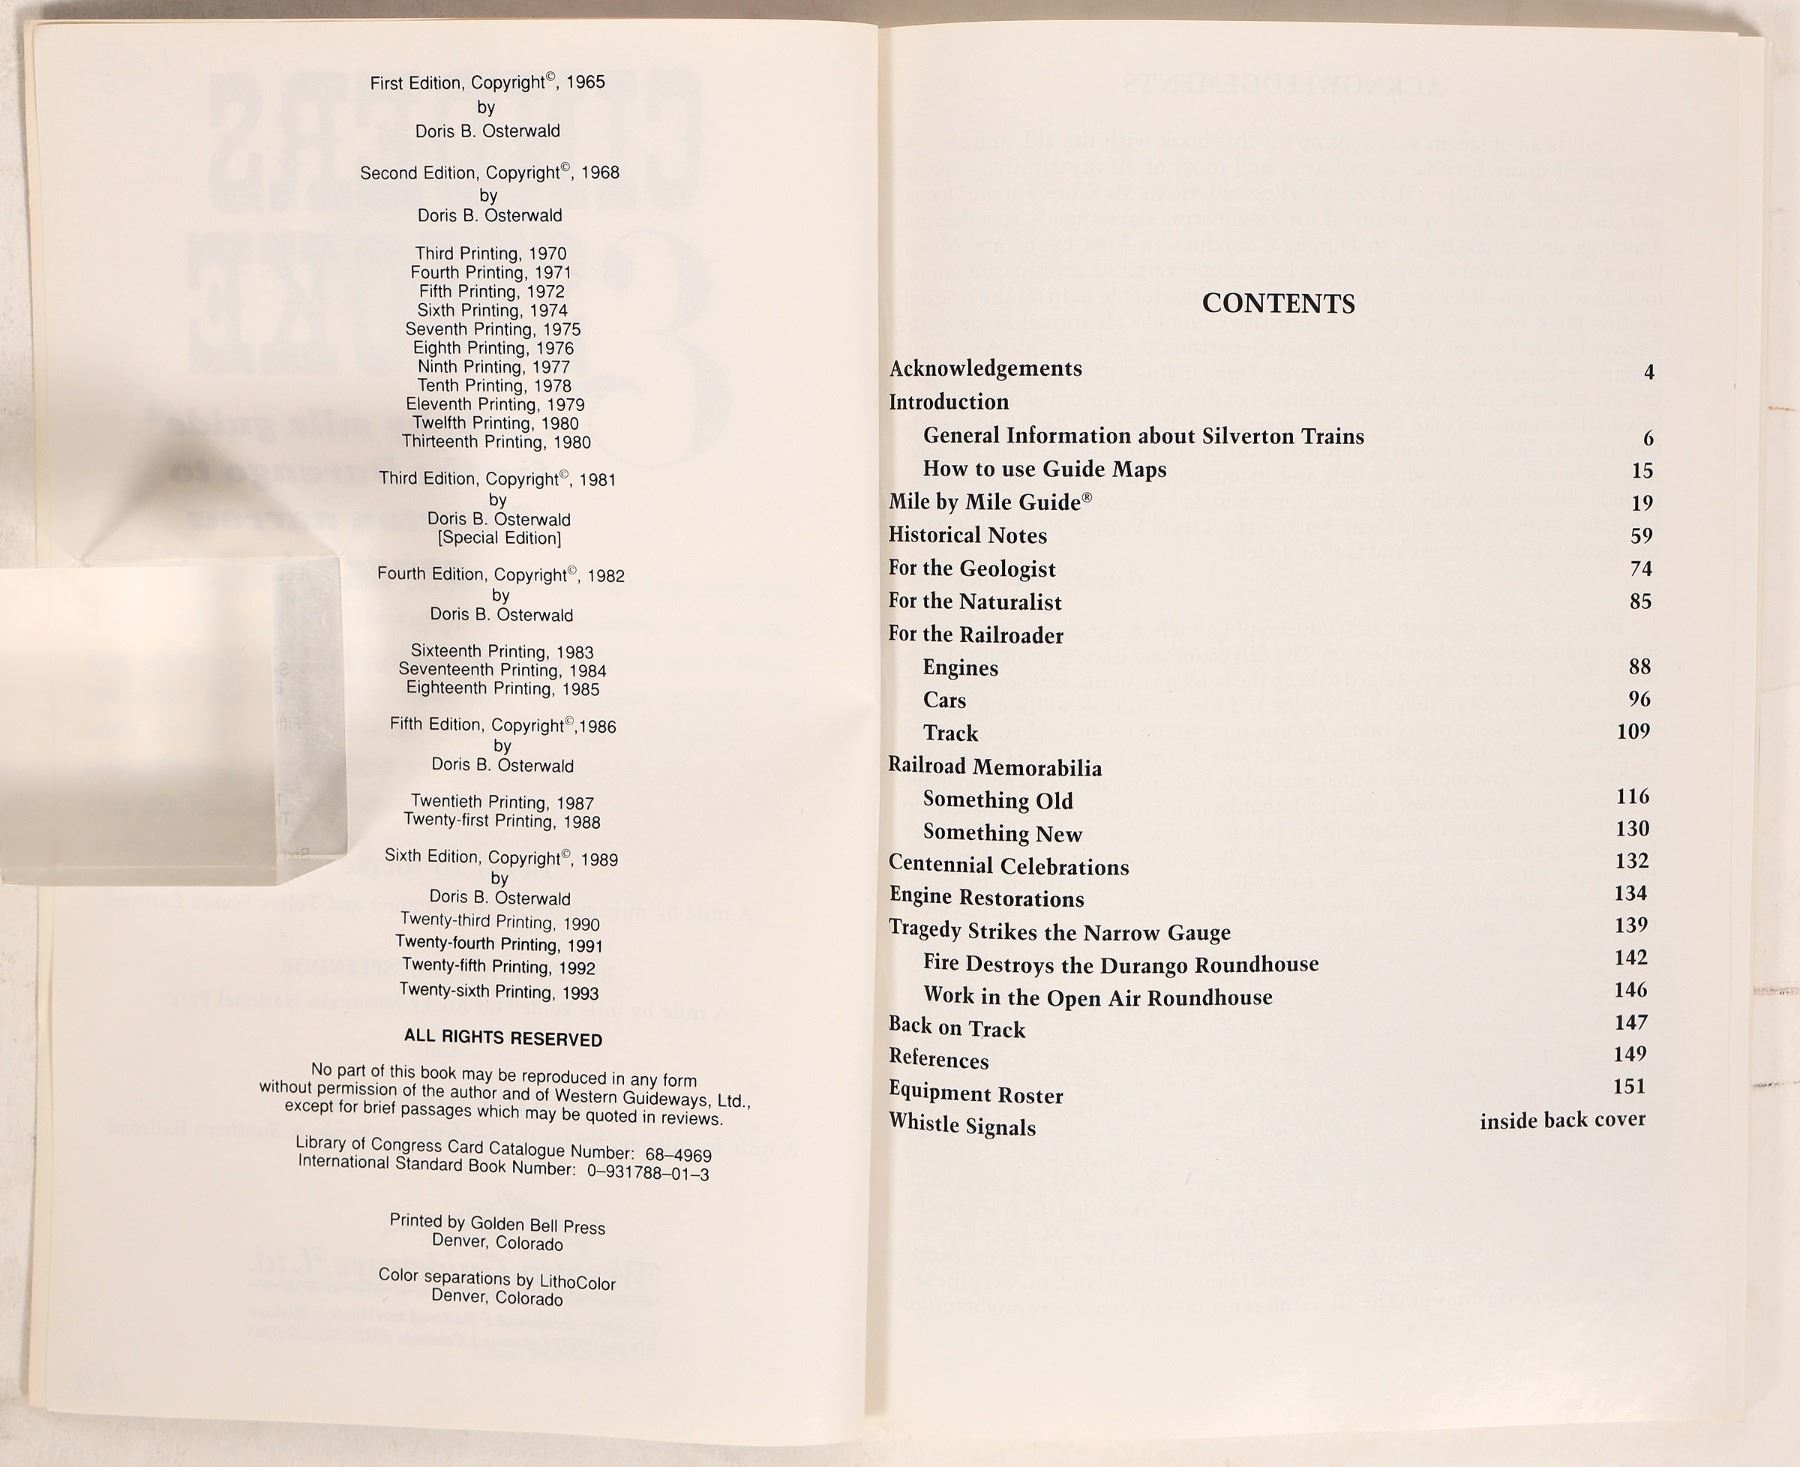 First Edition, Copyright©, 1965
by
Doris B. Osterwald
Second Edition, Copyright©, 1968
by
Doris B. Osterwald
Third Printing, 1970
Fourth Printing, 1971
Fifth Printing, 1972
Sixth Printing, 1974
Seventh Printing, 1975
Eighth Printing, 1976
Ninth Printing, 1977
Tenth Printing, 1978
Eleventh Printing, 1979
Twelfth Printing, 1980
Thirteenth Printing, 1980
Third Edition, Copyright©, 1981
by
Doris B. Osterwald
[Special Edition]
Fourth Edition, Copyright©, 1982
by
Doris B. Osterwald
Sixteenth Printing, 1983
Seventeenth Printing, 1984
Eighteenth Printing, 1985
Fifth Edition, Copyright©,1986
by
Doris B. Osterwald
Twentieth Printing, 1987
Twenty-first Printing, 1988
Sixth Edition, Copyright©, 1989
by
Doris B. Osterwald
Twenty-third Printing, 1990
Twenty-fourth Printing, 1991
Twenty-fifth Printing, 1992
Twenty-sixth Printing, 1993
ALL RIGHTS RESERVED
No part of this book may be reproduced in any form
without permission of the author and of Western Guideways, Ltd.,
except for brief passages which may be quoted in reviews.
Library of Congress Card Catalogue Number: 68–4969
International Standard Book Number: 0–931788–01–3
Printed by Golden Bell Press
Denver, Colorado
Color separations by LithoColor
Denver, Colorado
CONTENTS
Acknowledgements 4
Introduction
General Information about Silverton Trains 6
How to use Guide Maps 15
Mile by Mile Guide® 19
Historical Notes 59
For the Geologist 74
For the Naturalist 85
For the Railroader
Engines 88
Cars 96
Track 109
Railroad Memorabilia
Something Old 116
Something New 130
Centennial Celebrations 132
Engine Restorations 134
Tragedy Strikes the Narrow Gauge 139
Fire Destroys the Durango Roundhouse 142
Work in the Open Air Roundhouse 146
Back on Track 147
References 149
Equipment Roster 151
Whistle Signals inside back cover